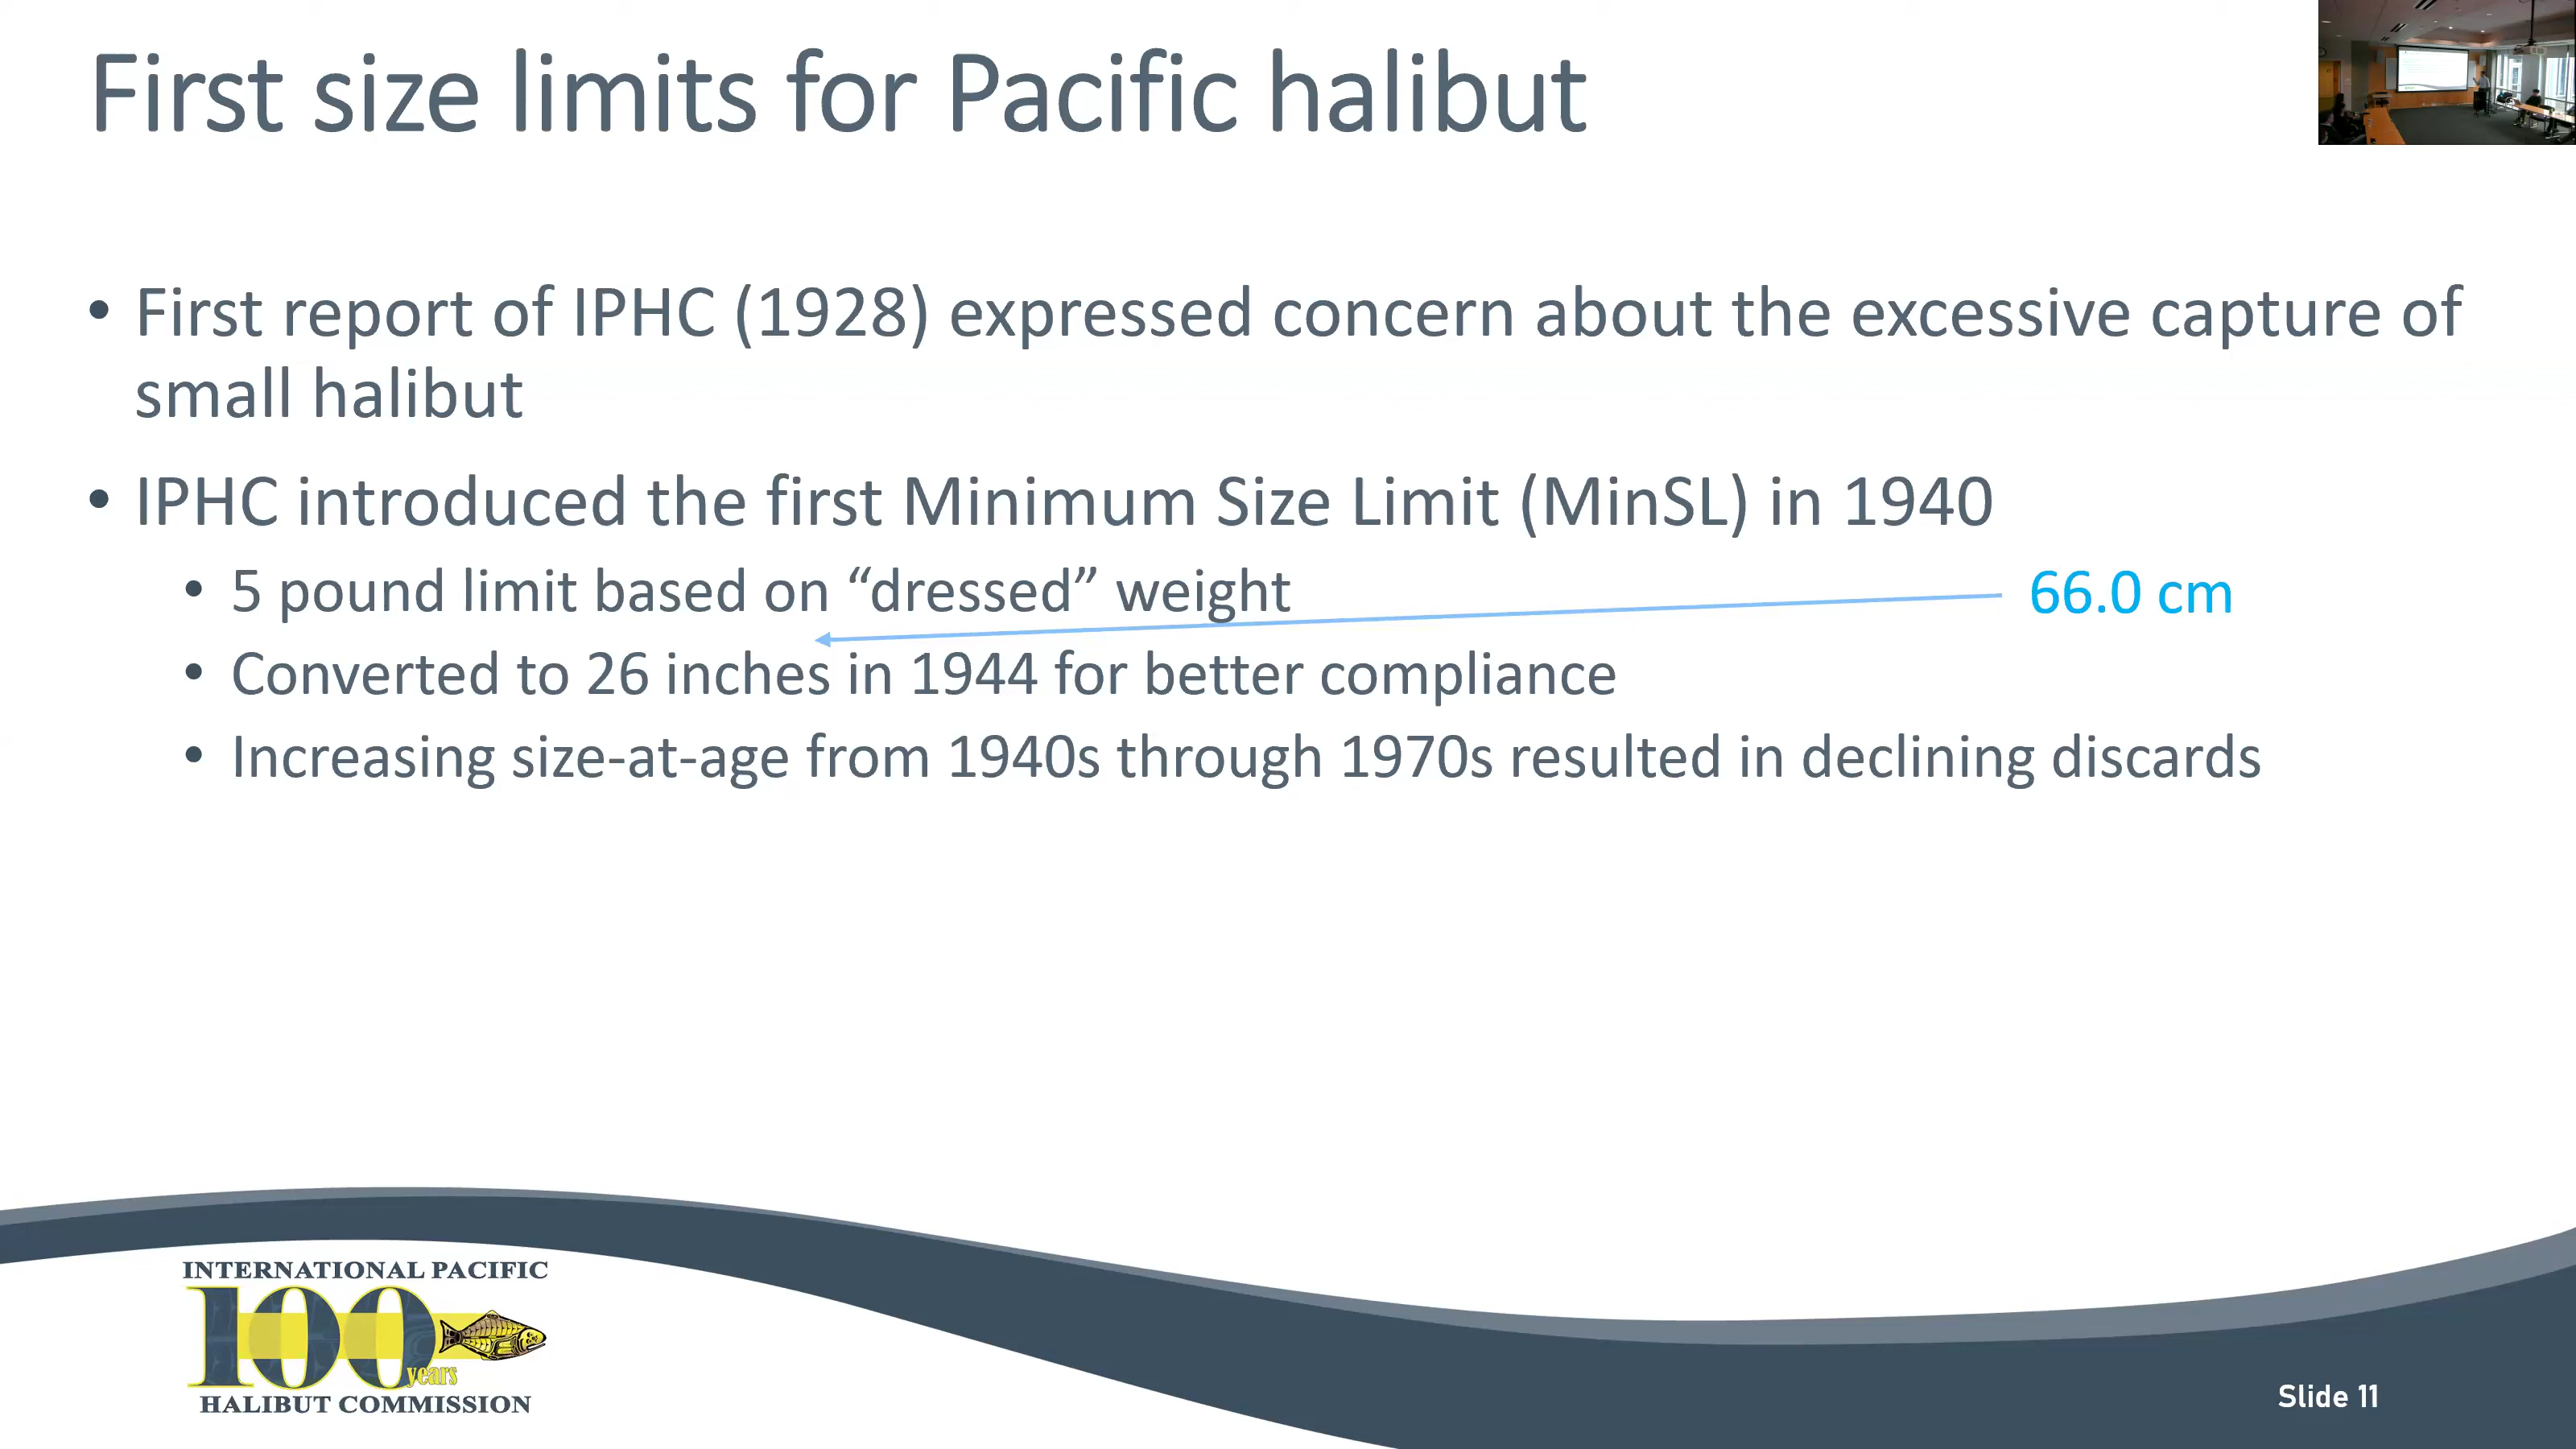 First size limits for Pacific halibut
• First report of IPHC (1928) expressed concern about the excessive capture of
small halibut
• IPHC introduced the first Minimum Size Limit (MinSL) in 1940
• 5 pound limit based on “dressed” weight
66.0 cm
• Converted to 26 inches in 1944 for better compliance
• Increasing size-at-age from 1940s through 1970s resulted in declining discards
INTERNATIONAL PACIFIC
100
years
HALIBUT COMMISSION
Slide 11